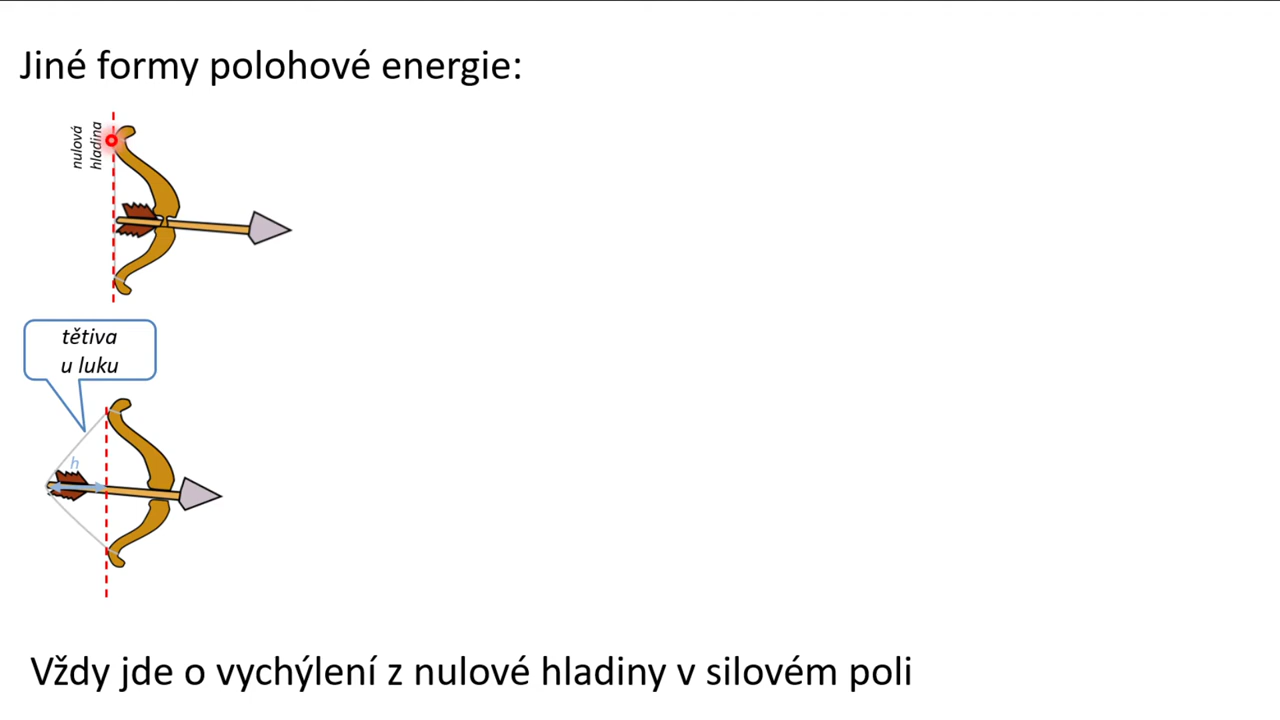 Jiné formy polohové energie:
nulová
hladina
tětiva
u luku
h
Vždy jde o vychýlení z nulové hladiny v silovém poli